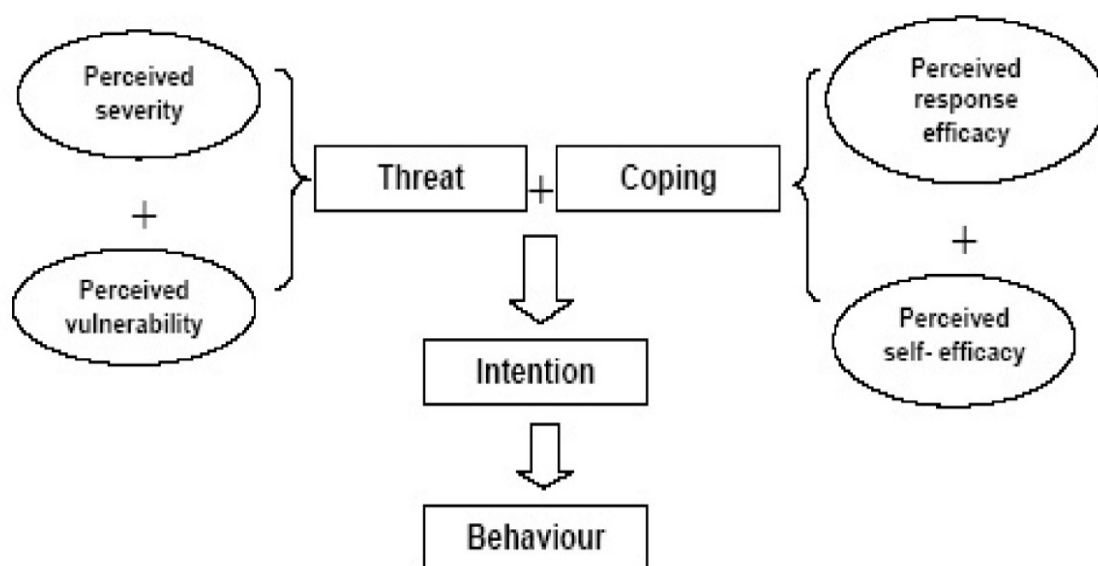 Perceived
severity
+
Perceived
vulnerability
Threat
+
Coping
Perceived
response
efficacy
+
Perceived
self- efficacy
Intention
Behaviour